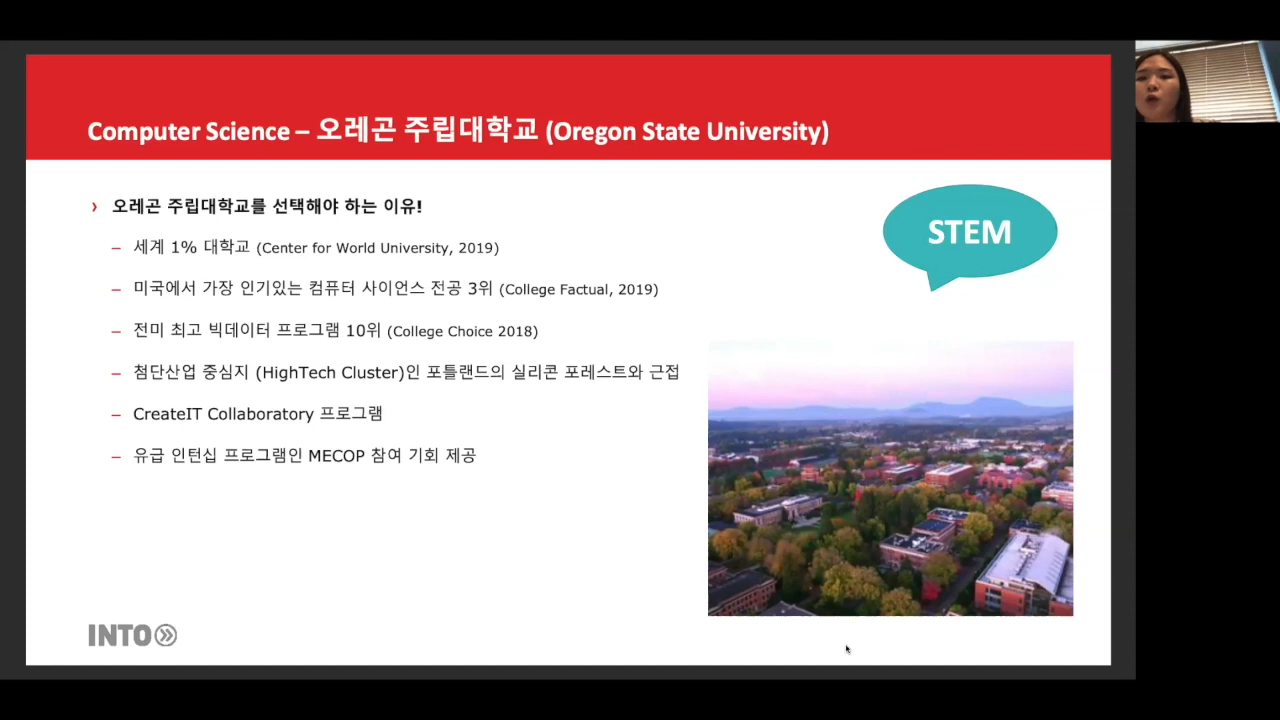 Computer Science – 오레곤 주립대학교 (Oregon State University)
› 오레곤 주립대학교를 선택해야 하는 이유!
– 세계 1% 대학교 (Center for World University, 2019)
– 미국에서 가장 인기있는 컴퓨터 사이언스 전공 3위 (College Factual, 2019)
– 전미 최고 빅데이터 프로그램 10위 (College Choice 2018)
– 첨단산업 중심지 (HighTech Cluster)인 포틀랜드의 실리콘 포레스트와 근접
– CreateIT Collaboratory 프로그램
– 유급 인턴십 프로그램인 MECOP 참여 기회 제공
STEM
INTO